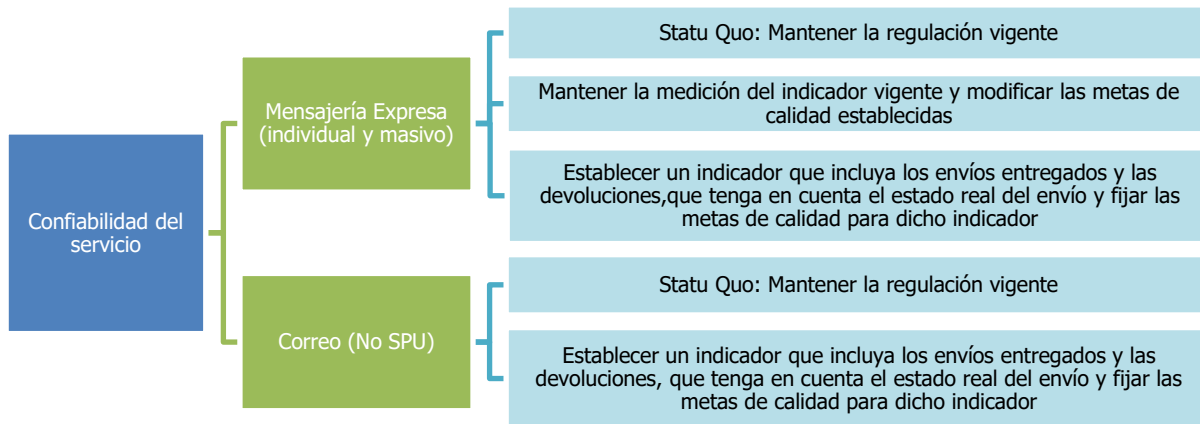 Confiabilidad del
servicio
Mensajería Expresa
(individual y masivo)
Statu Quo: Mantener la regulación vigente
Mantener la medición del indicador vigente y modificar las metas de
calidad establecidas
Establecer un indicador que incluya los envíos entregados y las
devoluciones,que tenga en cuenta el estado real del envío y fijar las
metas de calidad para dicho indicador
Correo (No SPU)
Statu Quo: Mantener la regulación vigente
Establecer un indicador que incluya los envíos entregados y las
devoluciones, que tenga en cuenta el estado real del envío y fijar las
metas de calidad para dicho indicador